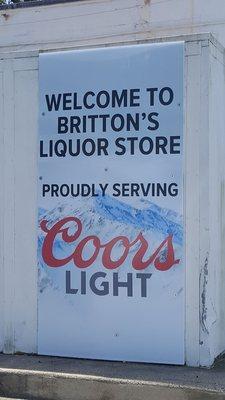 WELCOME TO
BRITTON'S
LIQUOR STORE
PROUDLY SERVING
Coors
LIGHT